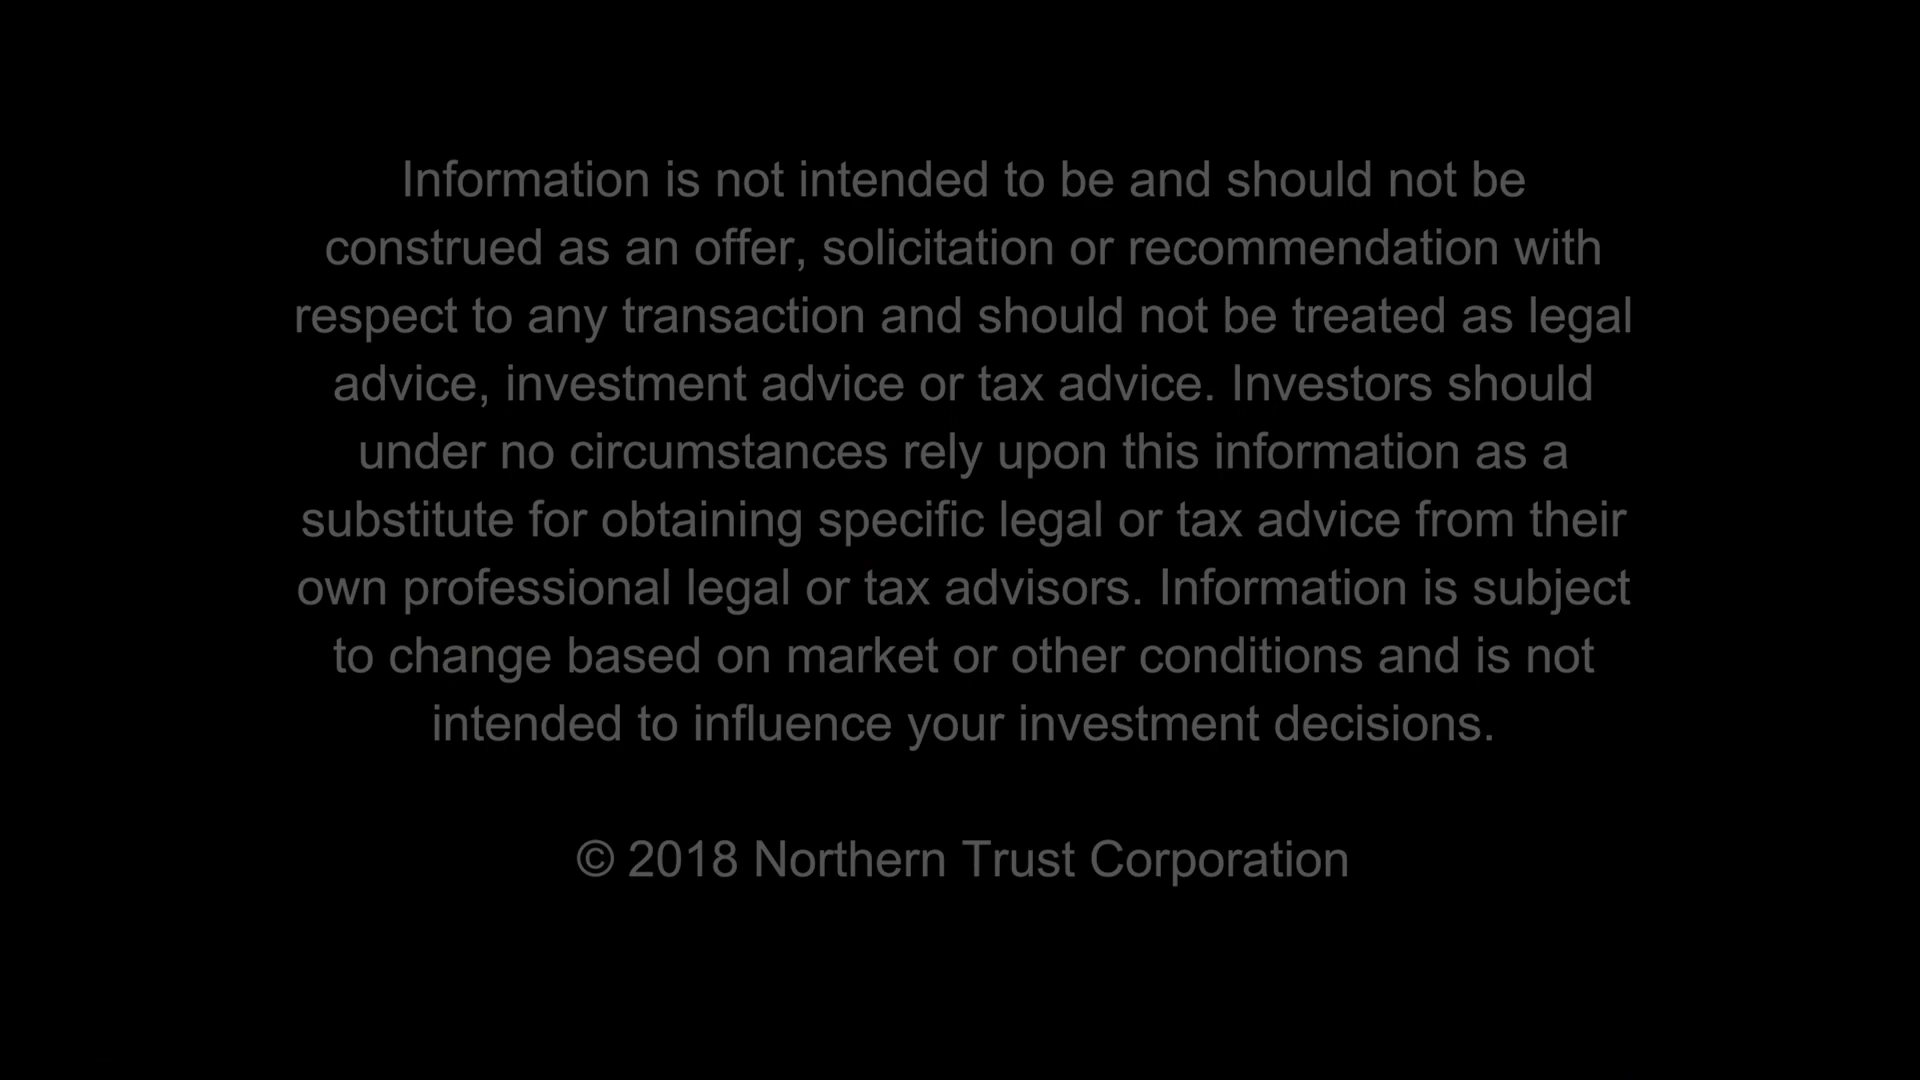 Information is not intended to be and should not be
construed as an offer, solicitation or recommendation with
respect to any transaction and should not be treated as legal
advice, investment advice or tax advice. Investors should
under no circumstances rely upon this information as a
substitute for obtaining specific legal or tax advice from their
own professional legal or tax advisors. Information is subject
to change based on market or other conditions and is not
intended to influence your investment decisions.
© 2018 Northern Trust Corporation